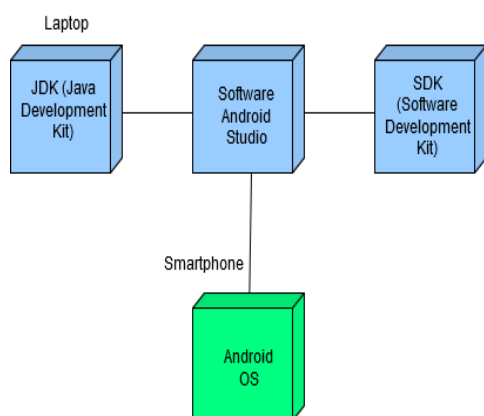 Laptop
JDK (Java
Development
Kit)
Software
Android
Studio
SDK
(Software
Development
Kit)
Smartphone
Android
OS